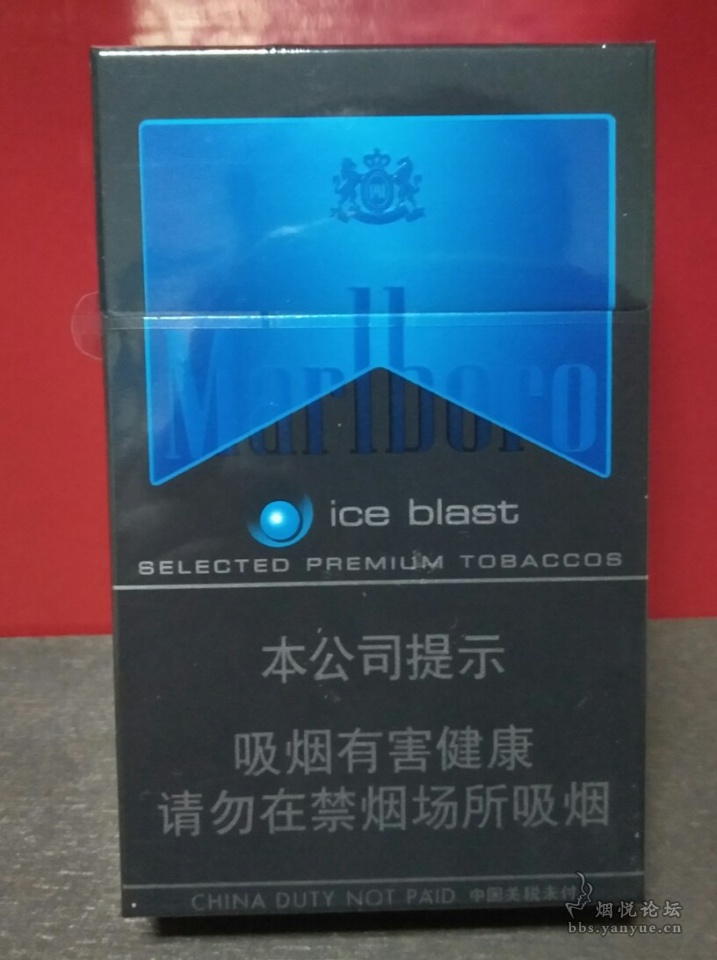 Marlboro
ice blast
SELECTED PREMIUM TOBACCOS
本公司提示
吸烟有害健康
请勿在禁烟场所吸烟
CHINA DUTY NOT PAID 中国关税未付
烟悦论坛
bbs.yanyue.cn